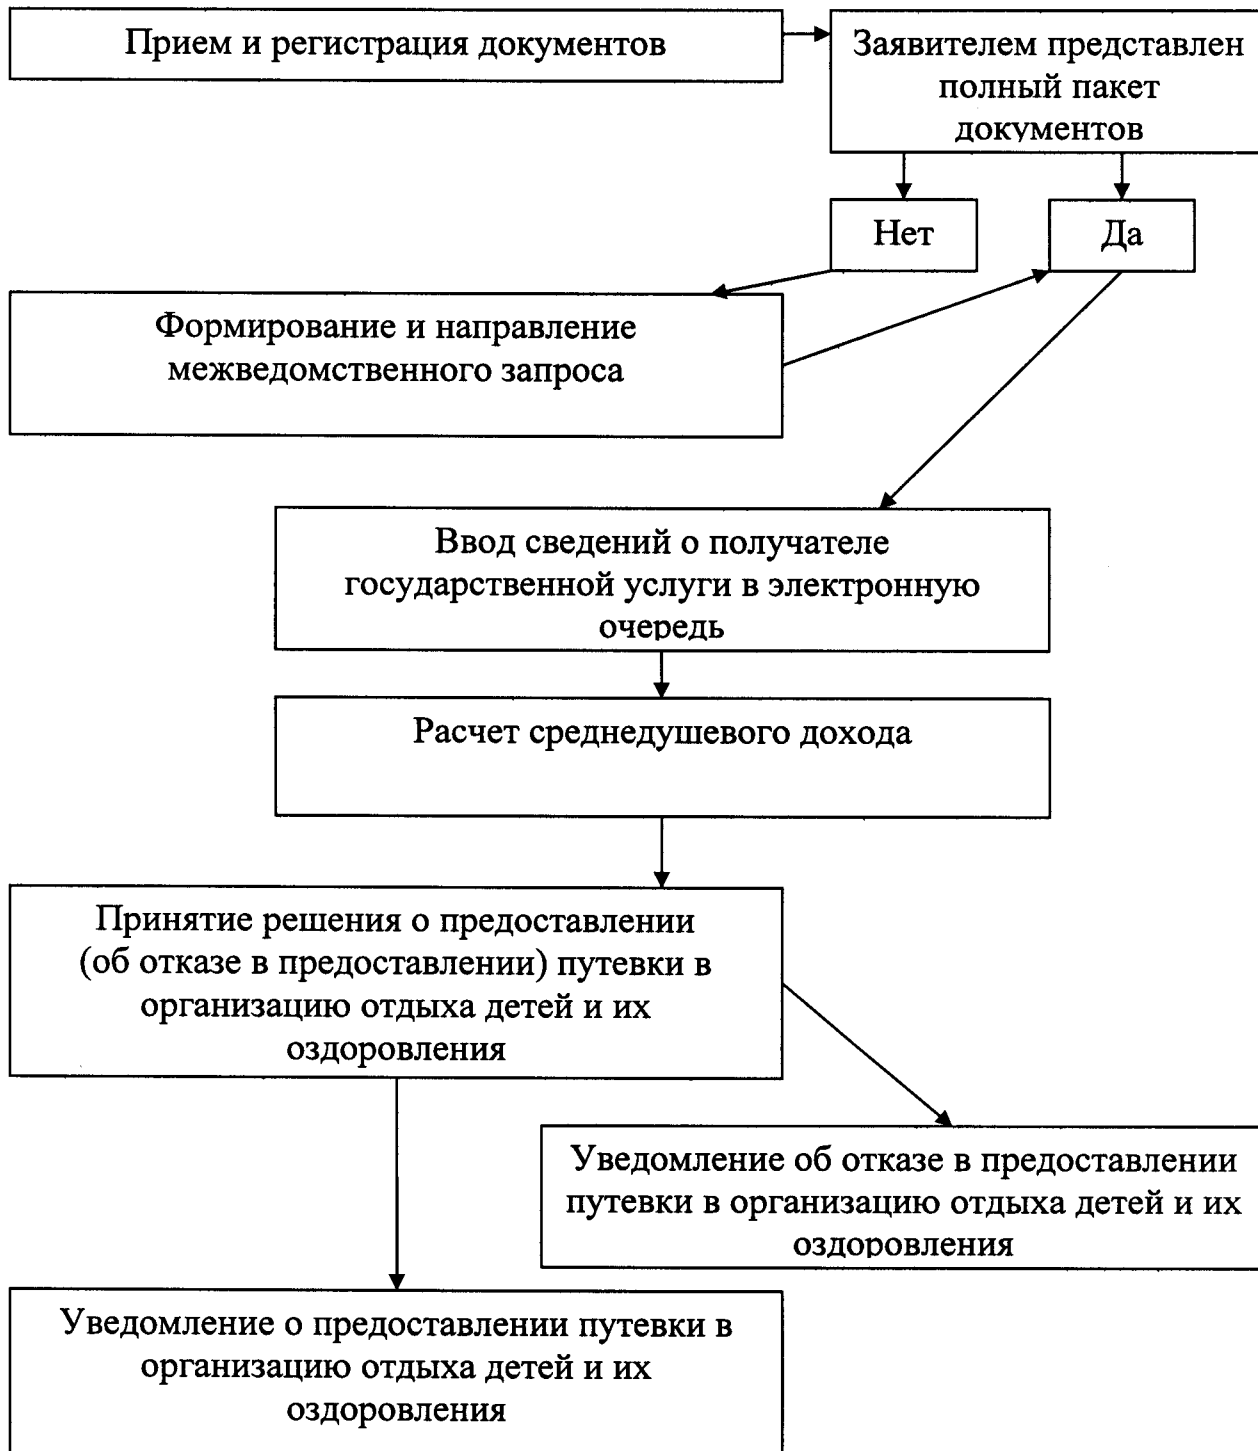 Прием и регистрация документов
Заявителем представлен
полный пакет
документов
Нет
Да
Формирование и направление
межведомственного запроса
Ввод сведений о получателе
государственной услуги в электронную
очередь
Расчет среднедушевого дохода
Принятие решения о предоставлении
(об отказе в предоставлении) путевки в
организацию отдыха детей и их
оздоровления
Уведомление об отказе в предоставлении
путевки в организацию отдыха детей и их
оздоровления
Уведомление о предоставлении путевки в
организацию отдыха детей и их
оздоровления